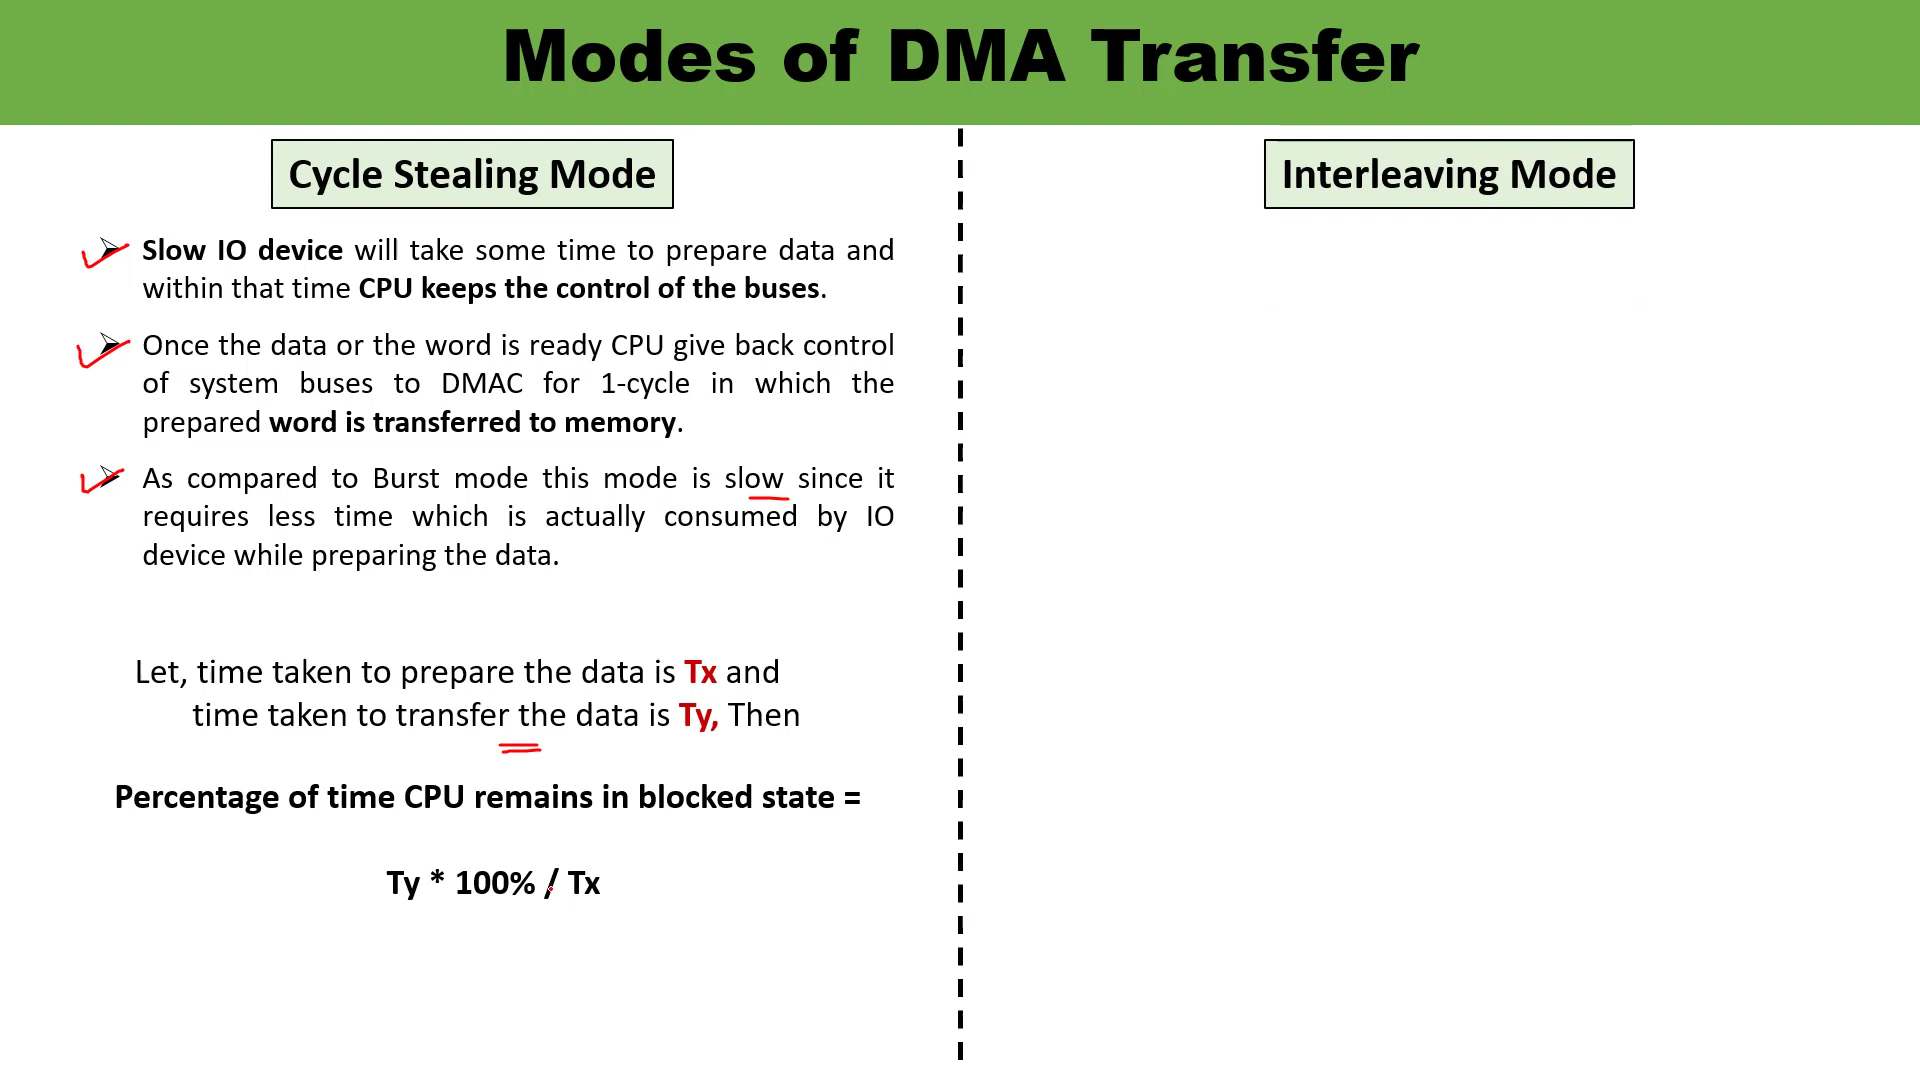 Modes of DMA Transfer
Cycle Stealing Mode
Slow IO device will take some time to prepare data and
within that time CPU keeps the control of the buses.
Once the data or the word is ready CPU give back control
of system buses to DMAC for 1-cycle in which the
prepared word is transferred to memory.
As compared to Burst mode this mode is slow since it
requires less time which is actually consumed by IO
device while preparing the data.
Let, time taken to prepare the data is Tx and
time taken to transfer the data is Ty, Then
Percentage of time CPU remains in blocked state =
Ty * 100% / Tx
Interleaving Mode